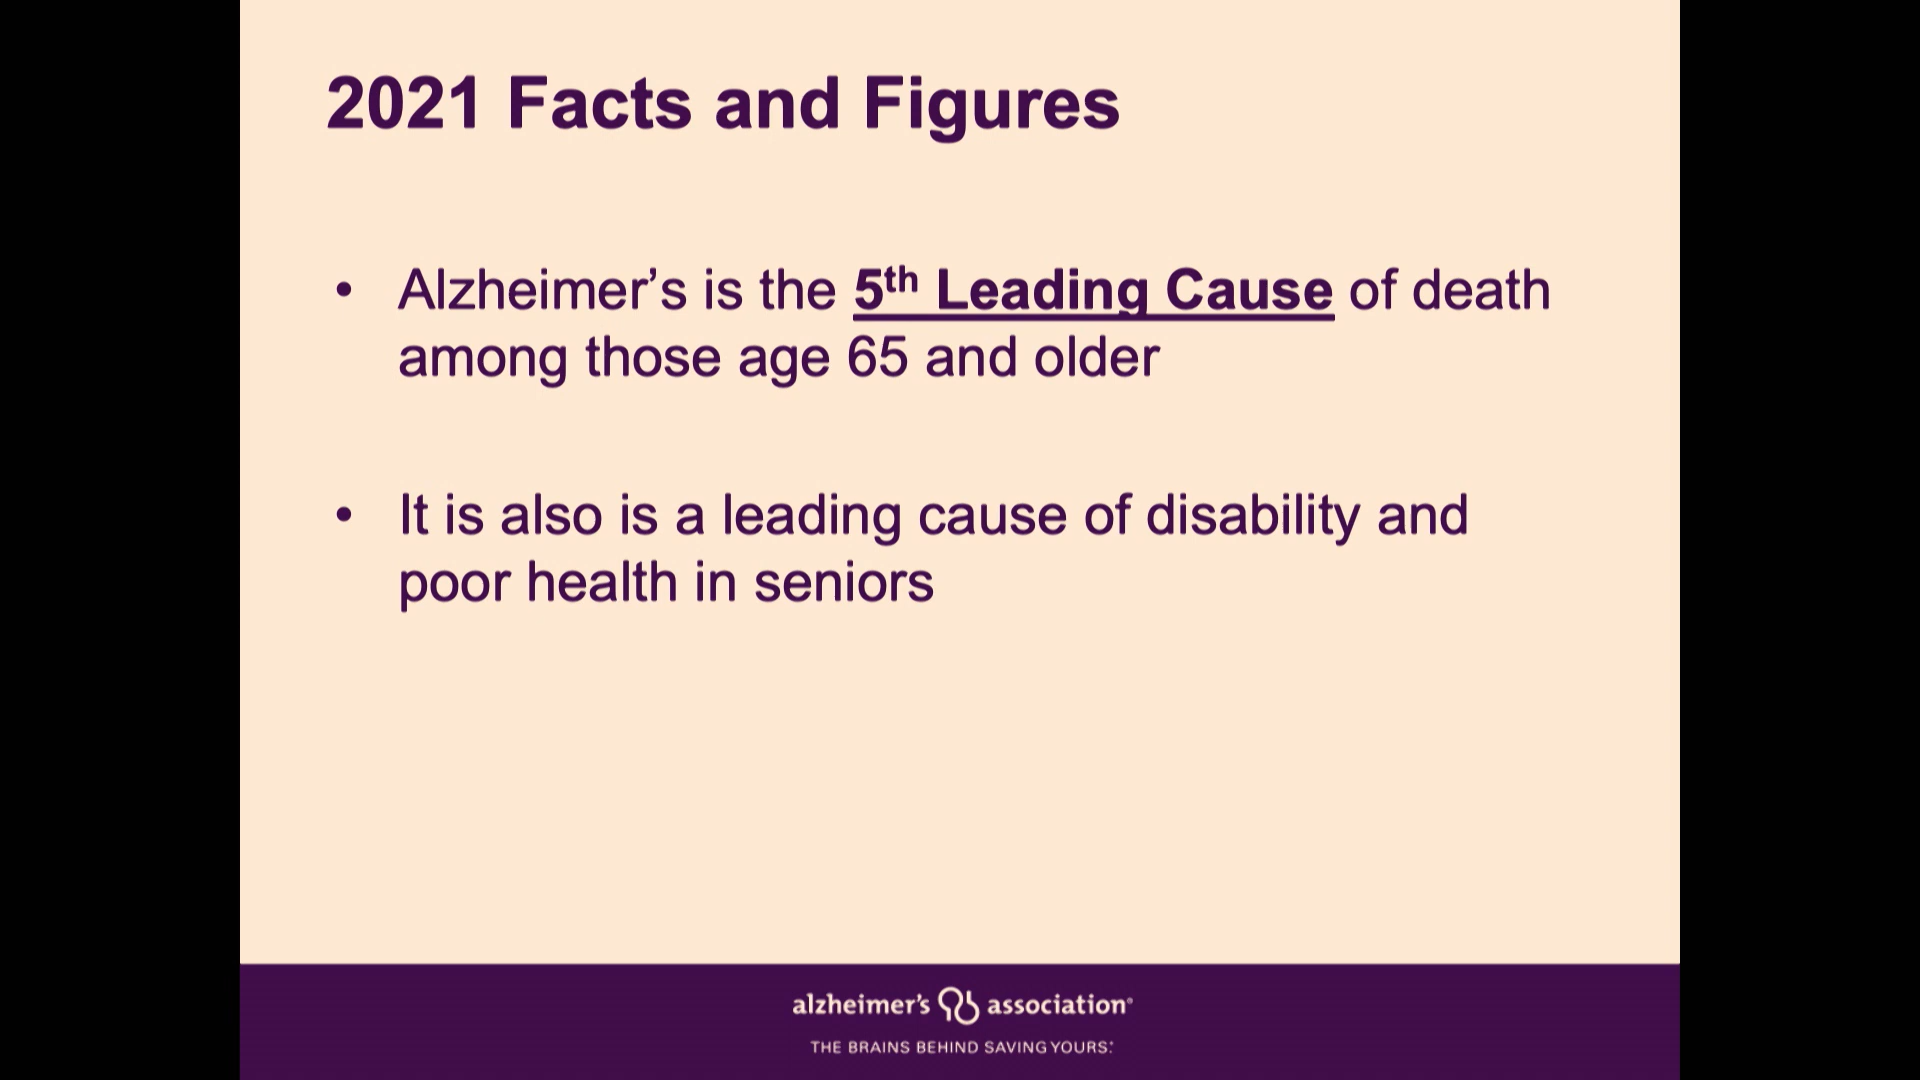 2021 Facts and Figures
• Alzheimer’s is the 5th Leading Cause of death
among those age 65 and older
• It is also is a leading cause of disability and
poor health in seniors
alzheimer’s association®
THE BRAINS BEHIND SAVING YOURS.™